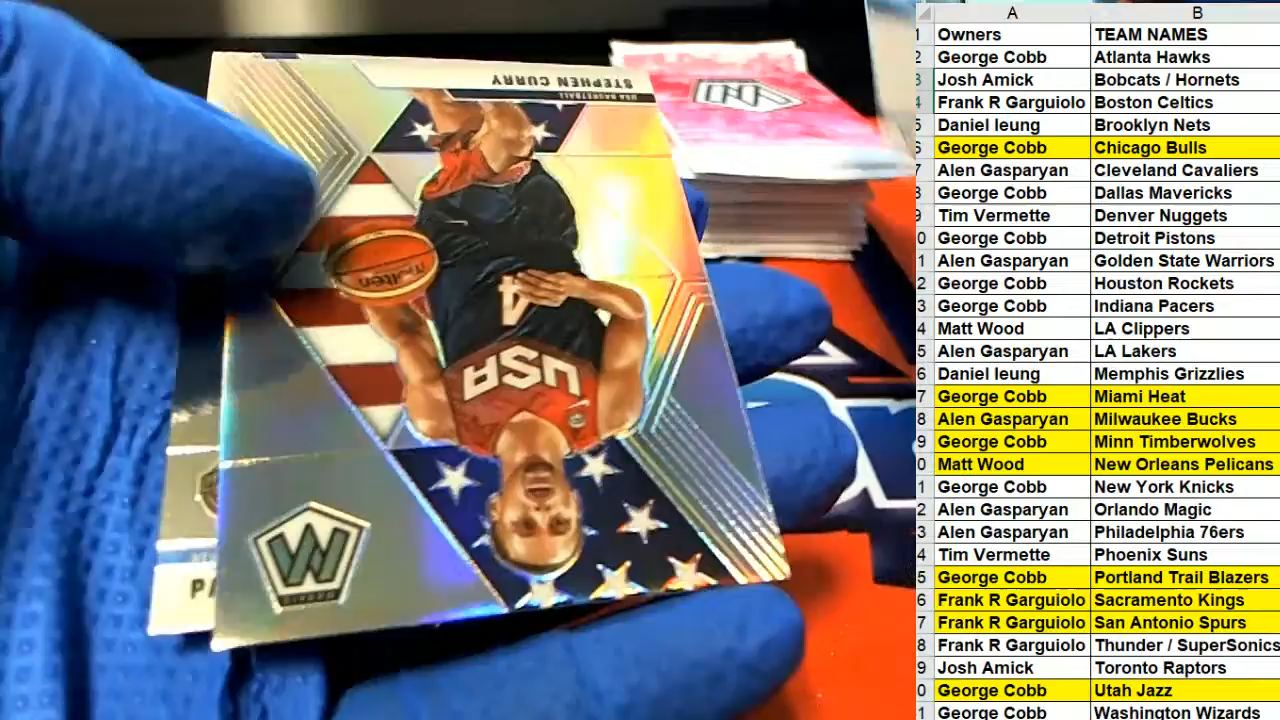 STEPHEN CURRY
USA BASKETBALL
molten
4
USA
MOSAIC
PA
A B
1 Owners TEAM NAMES
2 George Cobb Atlanta Hawks
3 Josh Amick Bobcats / Hornets
4 Frank R Garguiolo Boston Celtics
5 Daniel leung Brooklyn Nets
6 George Cobb Chicago Bulls
7 Alen Gasparyan Cleveland Cavaliers
8 George Cobb Dallas Mavericks
9 Tim Vermette Denver Nuggets
0 George Cobb Detroit Pistons
1 Alen Gasparyan Golden State Warriors
2 George Cobb Houston Rockets
3 George Cobb Indiana Pacers
4 Matt Wood LA Clippers
5 Alen Gasparyan LA Lakers
6 Daniel leung Memphis Grizzlies
7 George Cobb Miami Heat
8 Alen Gasparyan Milwaukee Bucks
9 George Cobb Minn Timberwolves
0 Matt Wood New Orleans Pelicans
1 George Cobb New York Knicks
2 Alen Gasparyan Orlando Magic
3 Alen Gasparyan Philadelphia 76ers
4 Tim Vermette Phoenix Suns
5 George Cobb Portland Trail Blazers
6 Frank R Garguiolo Sacramento Kings
7 Frank R Garguiolo San Antonio Spurs
8 Frank R Garguiolo Thunder / SuperSonics
9 Josh Amick Toronto Raptors
0 George Cobb Utah Jazz
1 George Cobb Washington Wizards